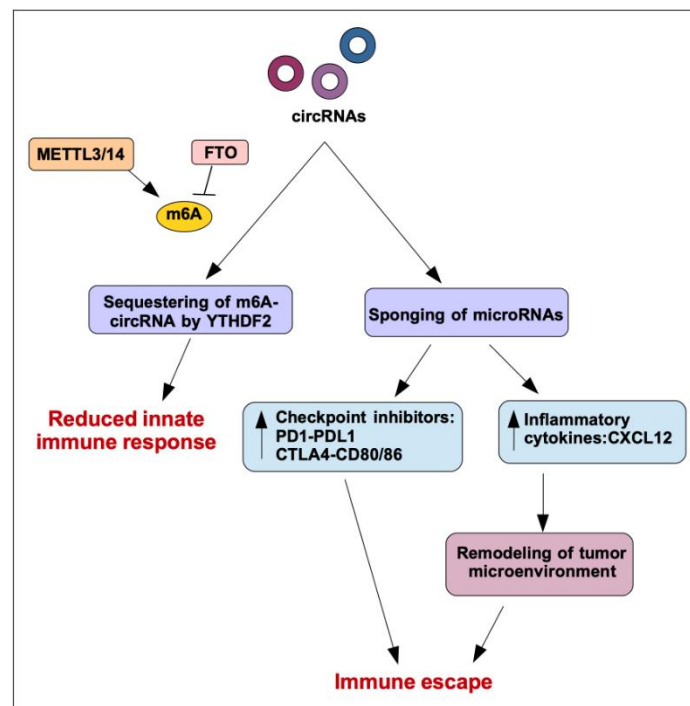 circRNAs
METTL3/14
FTO
m6A
Sequestering of m6A-
circRNA by YTHDF2
Sponging of microRNAs
Reduced innate
immune response
Checkpoint inhibitors:
PD1-PDL1
CTLA4-CD80/86
Inflammatory
cytokines:CXCL12
Remodeling of tumor
microenvironment
Immune escape